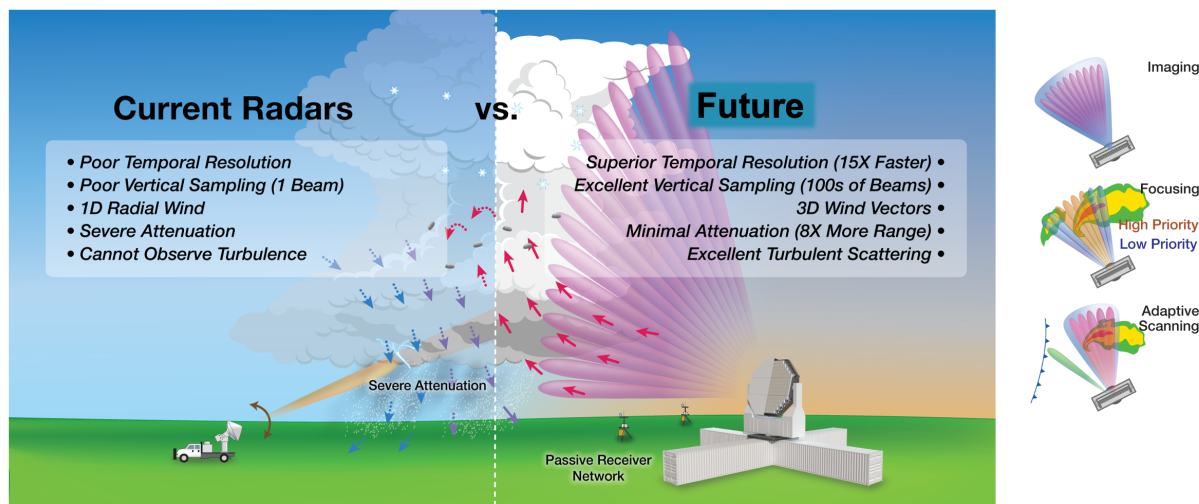 Current Radars vs. Future
• Poor Temporal Resolution
• Poor Vertical Sampling (1 Beam)
• 1D Radial Wind
• Severe Attenuation
• Cannot Observe Turbulence
Superior Temporal Resolution (15X Faster) •
Excellent Vertical Sampling (100s of Beams) •
3D Wind Vectors •
Minimal Attenuation (8X More Range) •
Excellent Turbulent Scattering •
Severe Attenuation
Passive Receiver
Network
Imaging
Focusing
High Priority
Low Priority
Adaptive
Scanning